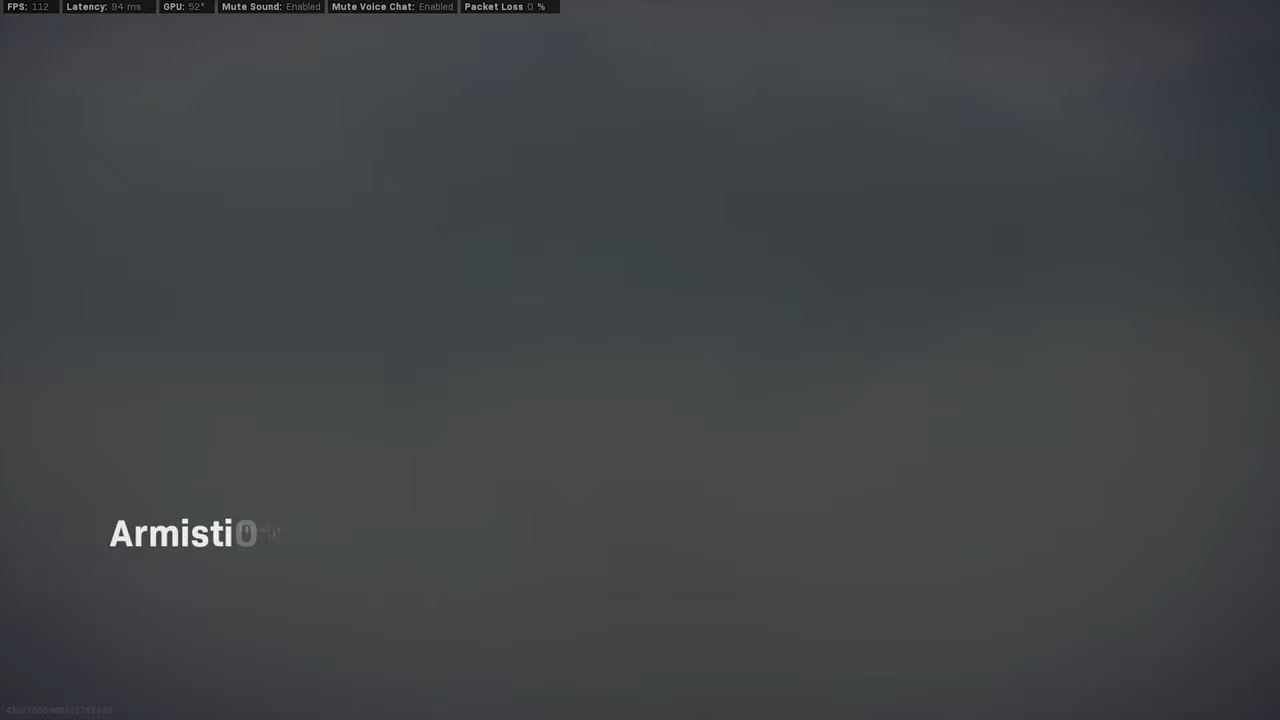 FPS: 112 Latency: 94 ms GPU: 52° Mute Sound: Enabled Mute Voice Chat: Enabled Packet Loss 0 %
Armisti